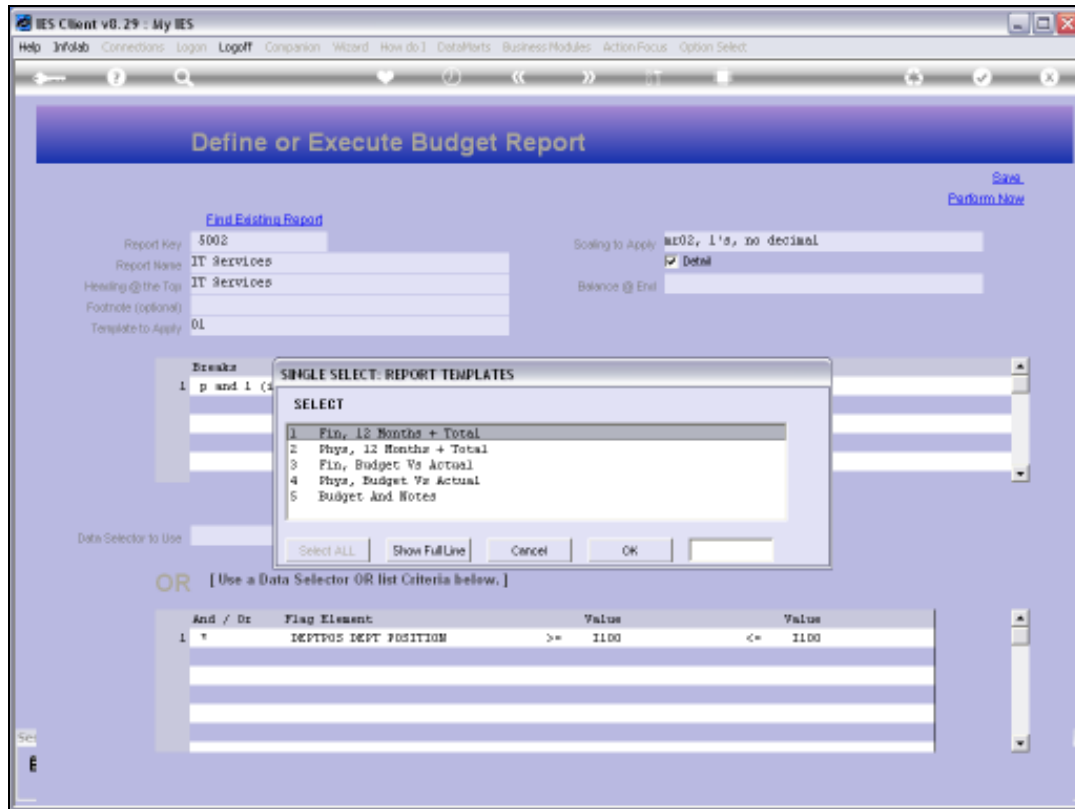 IES Client v8.29 : My IES
Help Infolab Connections Logon Logoff Companion Wizard How do I DataMarts Business Modules Action Focus Option Select
Define or Execute Budget Report
Save
Perform Now
Find Existing Report
Report Key 5002 Scaling to Apply mr02, 1's, no decimal
Report Name IT Services Detail
Heading @ the Top IT Services Balance @ End
Footnote (optional)
Template to Apply 01
Breaks
1 p and l (
SINGLE SELECT: REPORT TEMPLATES
SELECT
1 Fin, 12 Months + Total
2 Phys, 12 Months + Total
3 Fin, Budget Vs Actual
4 Phys, Budget Vs Actual
5 Budget And Notes
Select ALL Show Full Line Cancel OK
Data Selector to Use
OR [ Use a Data Selector OR list Criteria below. ]
And / Or Flag Element Value Value
1 DEPTPOS DEPT POSITION >= I100 <= I100